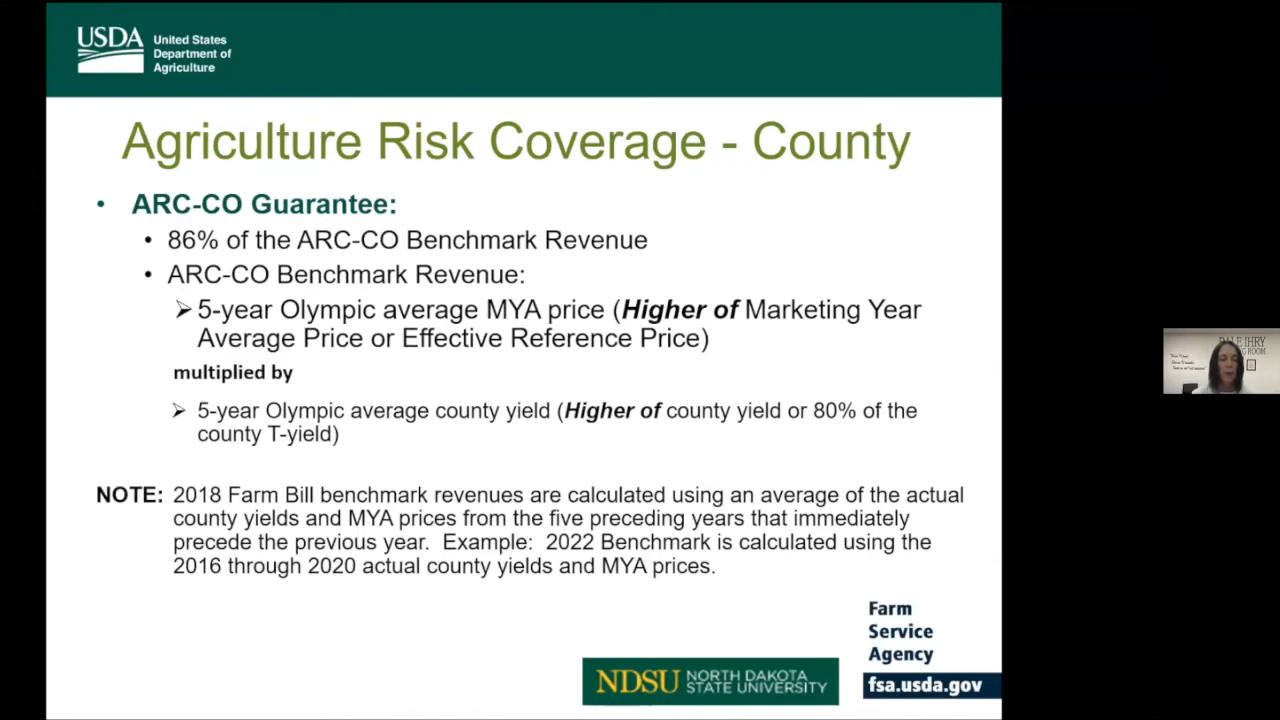 USDA
United States
Department of
Agriculture
Agriculture Risk Coverage - County
• ARC-CO Guarantee:
• 86% of the ARC-CO Benchmark Revenue
• ARC-CO Benchmark Revenue:
➢ 5-year Olympic average MYA price (Higher of Marketing Year
Average Price or Effective Reference Price)
multiplied by
➢ 5-year Olympic average county yield (Higher of county yield or 80% of the
county T-yield)
NOTE: 2018 Farm Bill benchmark revenues are calculated using an average of the actual
county yields and MYA prices from the five preceding years that immediately
precede the previous year. Example: 2022 Benchmark is calculated using the
2016 through 2020 actual county yields and MYA prices.
Farm
Service
Agency
fsa.usda.gov
NDSU NORTH DAKOTA
STATE UNIVERSITY
IHRY
ROOM